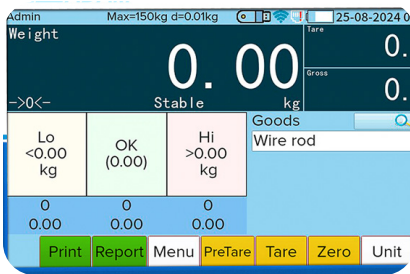 Admin Max=150kg d=0.01kg 25-08-2024 0
Weight
Tare
0.
0. 00
Gross
0.
->0<- Stable kg
Lo
<0.00
kg
OK
(0.00)
Hi
>0.00
kg
Goods
Wire rod
0 0 0
0.00 0.00 0.00
Print Report Menu PreTare Tare Zero Unit